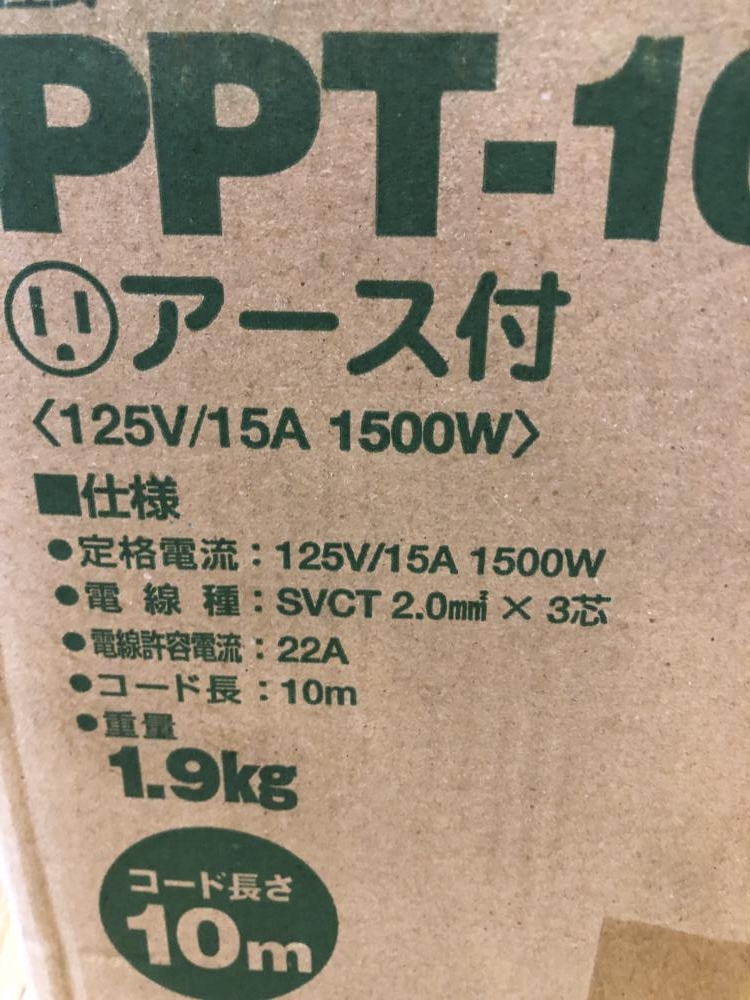 PPT-10
アース付
〈125V/15A 1500W〉
■仕様
●定格電流：125V/15A 1500W
●電線種：SVCT 2.0m㎡ × 3芯
●電線許容電流：22A
●コード長：10m
●重量
1.9kg
コード長さ
10m